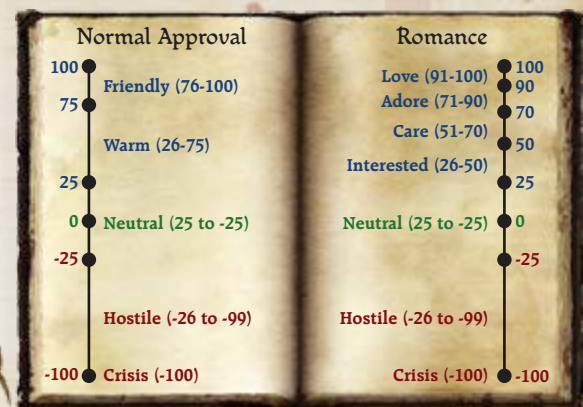 Normal Approval
100
Friendly (76-100)
75
Warm (26-75)
25
0
Neutral (25 to -25)
-25
Hostile (-26 to -99)
-100
Crisis (-100)
Romance
Love (91-100)
100
90
Adore (71-90)
70
Care (51-70)
50
Interested (26-50)
25
Neutral (25 to -25)
0
-25
Hostile (-26 to -99)
Crisis (-100)
-100